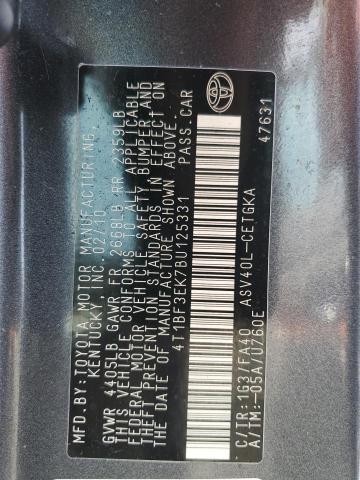 MFD.BY: TOYOTA MOTOR MANUFACTURING,
KENTUCKY, INC. 02/10
GVWR 4405LB GAWR FR 2668LB RR 2359LB
THIS VEHICLE CONFORMS TO ALL APPLICABLE
FEDERAL MOTOR VEHICLE SAFETY, BUMPER, AND
THEFT PREVENTION STANDARDS IN EFFECT ON
THE DATE OF MANUFACTURE SHOWN ABOVE.
4T1BF3EK7BU125331 PASS.CAR
C/TR:1G3/FA40 ASV40L-CETGKA
A/TM:-05A/U760E 47631